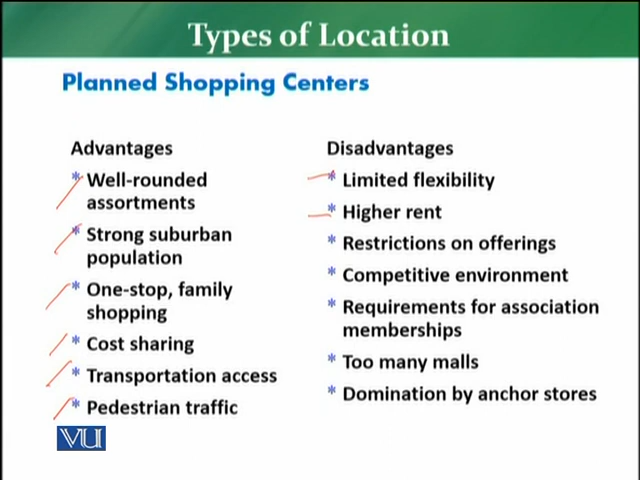 Types of Location
Planned Shopping Centers
Advantages
* Well-rounded
assortments
* Strong suburban
population
* One-stop, family
shopping
* Cost sharing
* Transportation access
* Pedestrian traffic
Disadvantages
* Limited flexibility
* Higher rent
* Restrictions on offerings
* Competitive environment
* Requirements for association
memberships
* Too many malls
* Domination by anchor stores
VU